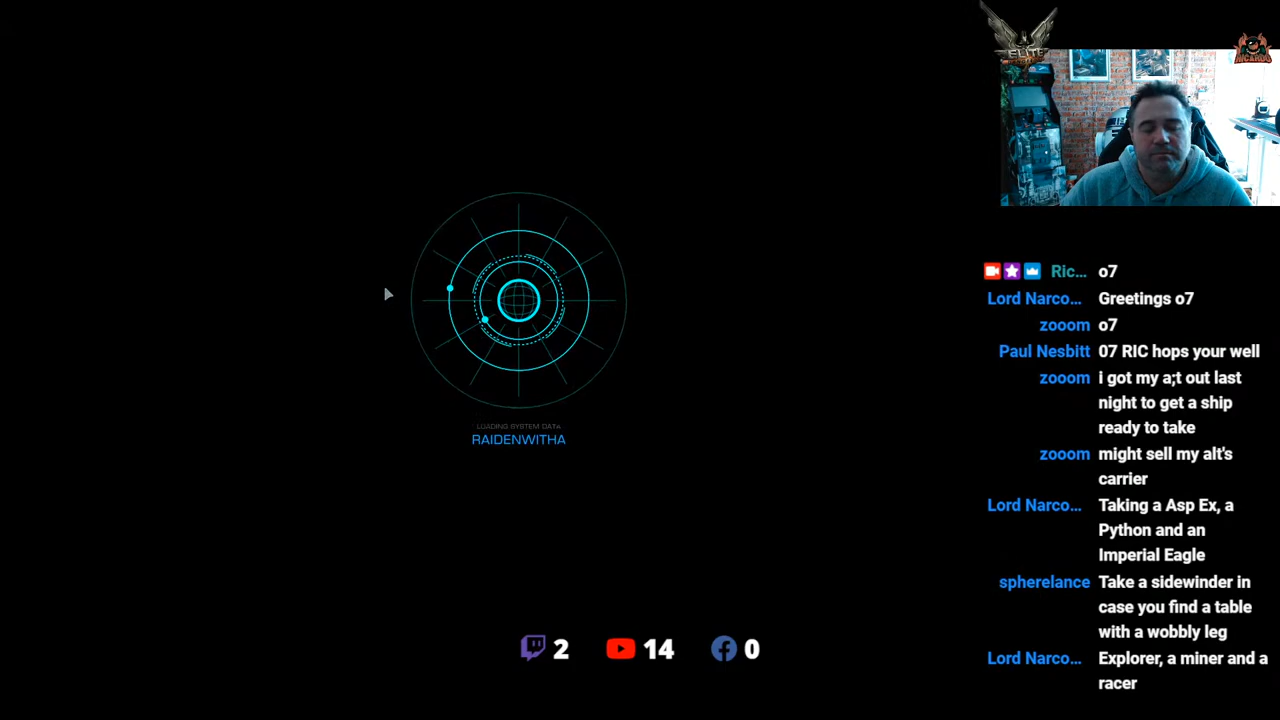 ELITE
RICARDO
Ric... o7
Lord Narco... Greetings o7
zooom o7
Paul Nesbitt 07 RIC hops your well
zooom i got my a;t out last
night to get a ship
ready to take
zooom might sell my alt's
carrier
Lord Narco... Taking a Asp Ex, a
Python and an
Imperial Eagle
spherelance Take a sidewinder in
case you find a table
with a wobbly leg
Lord Narco... Explorer, a miner and a
racer
LOADING SYSTEM DATA
RAIDENWITHA
2 14 0